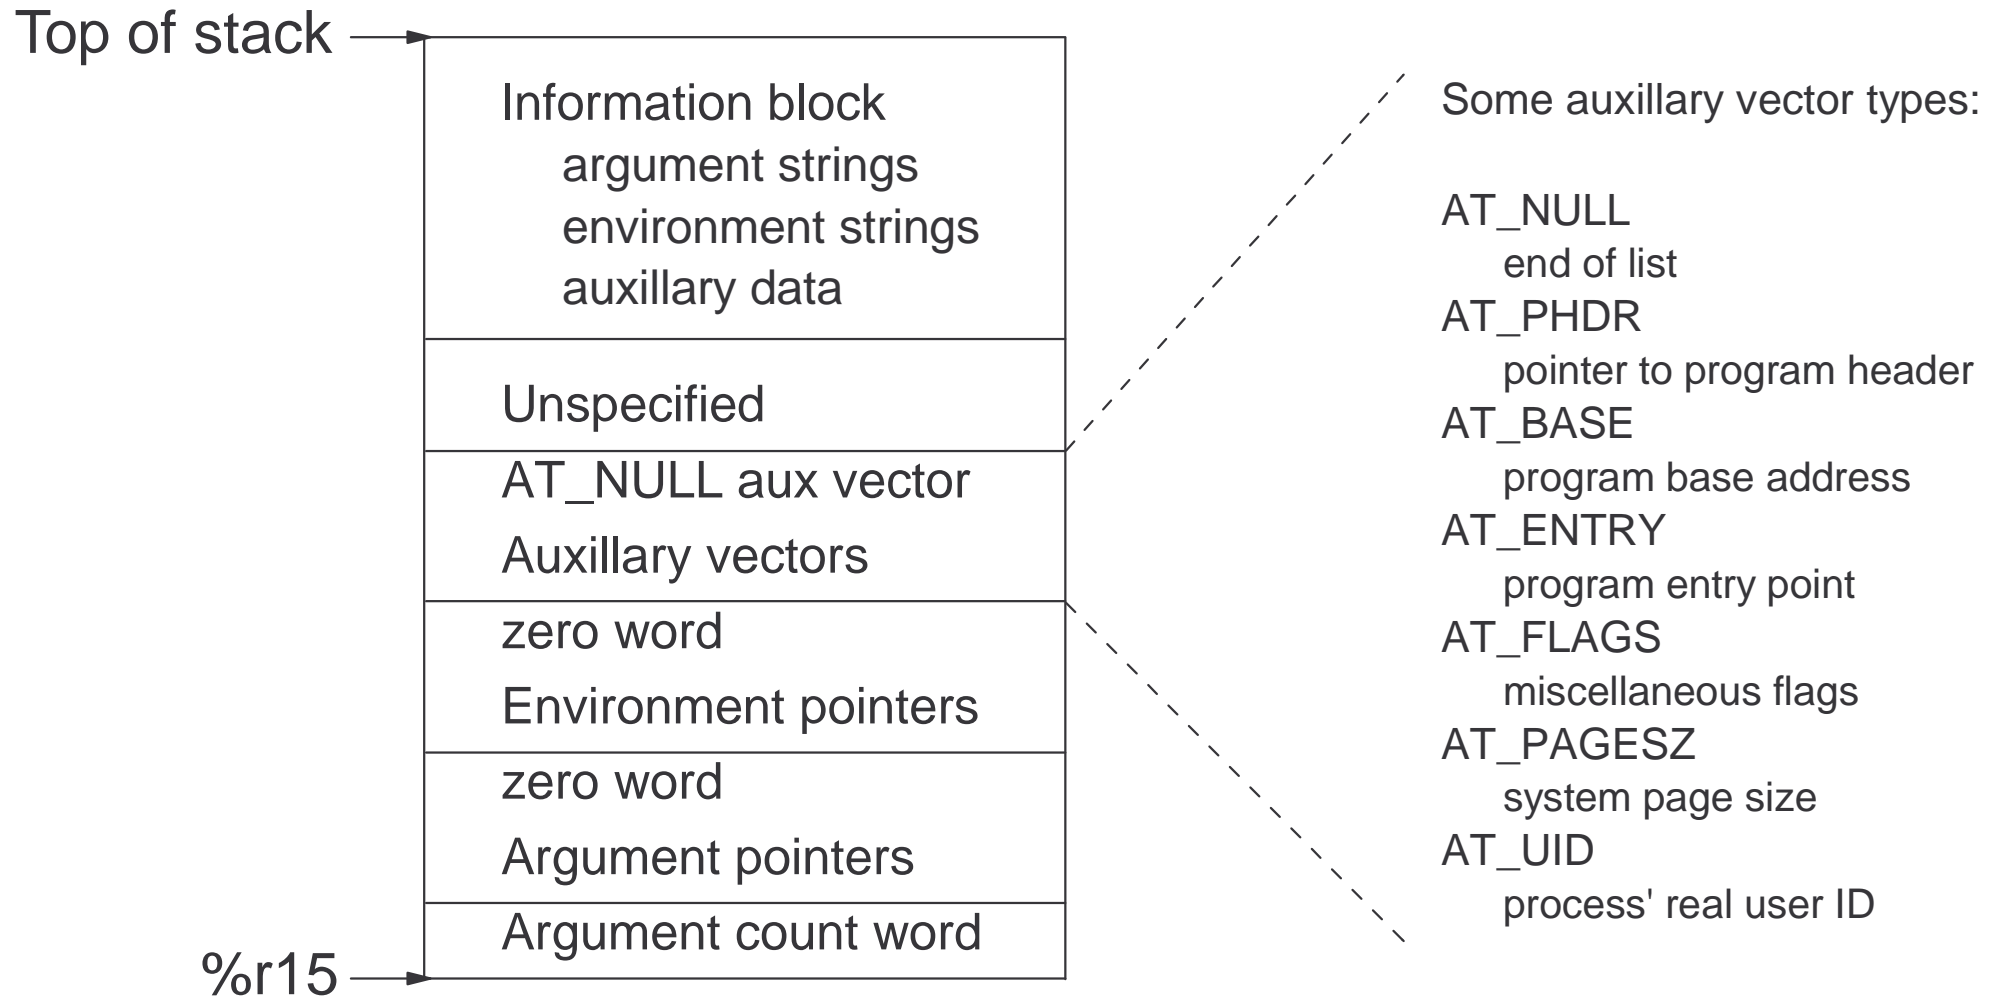 Top of stack
Information block
argument strings
environment strings
auxillary data
Unspecified
AT_NULL aux vector
Auxillary vectors
zero word
Environment pointers
zero word
Argument pointers
Argument count word
%r15
Some auxillary vector types:
AT_NULL
end of list
AT_PHDR
pointer to program header
AT_BASE
program base address
AT_ENTRY
program entry point
AT_FLAGS
miscellaneous flags
AT_PAGESZ
system page size
AT_UID
process' real user ID